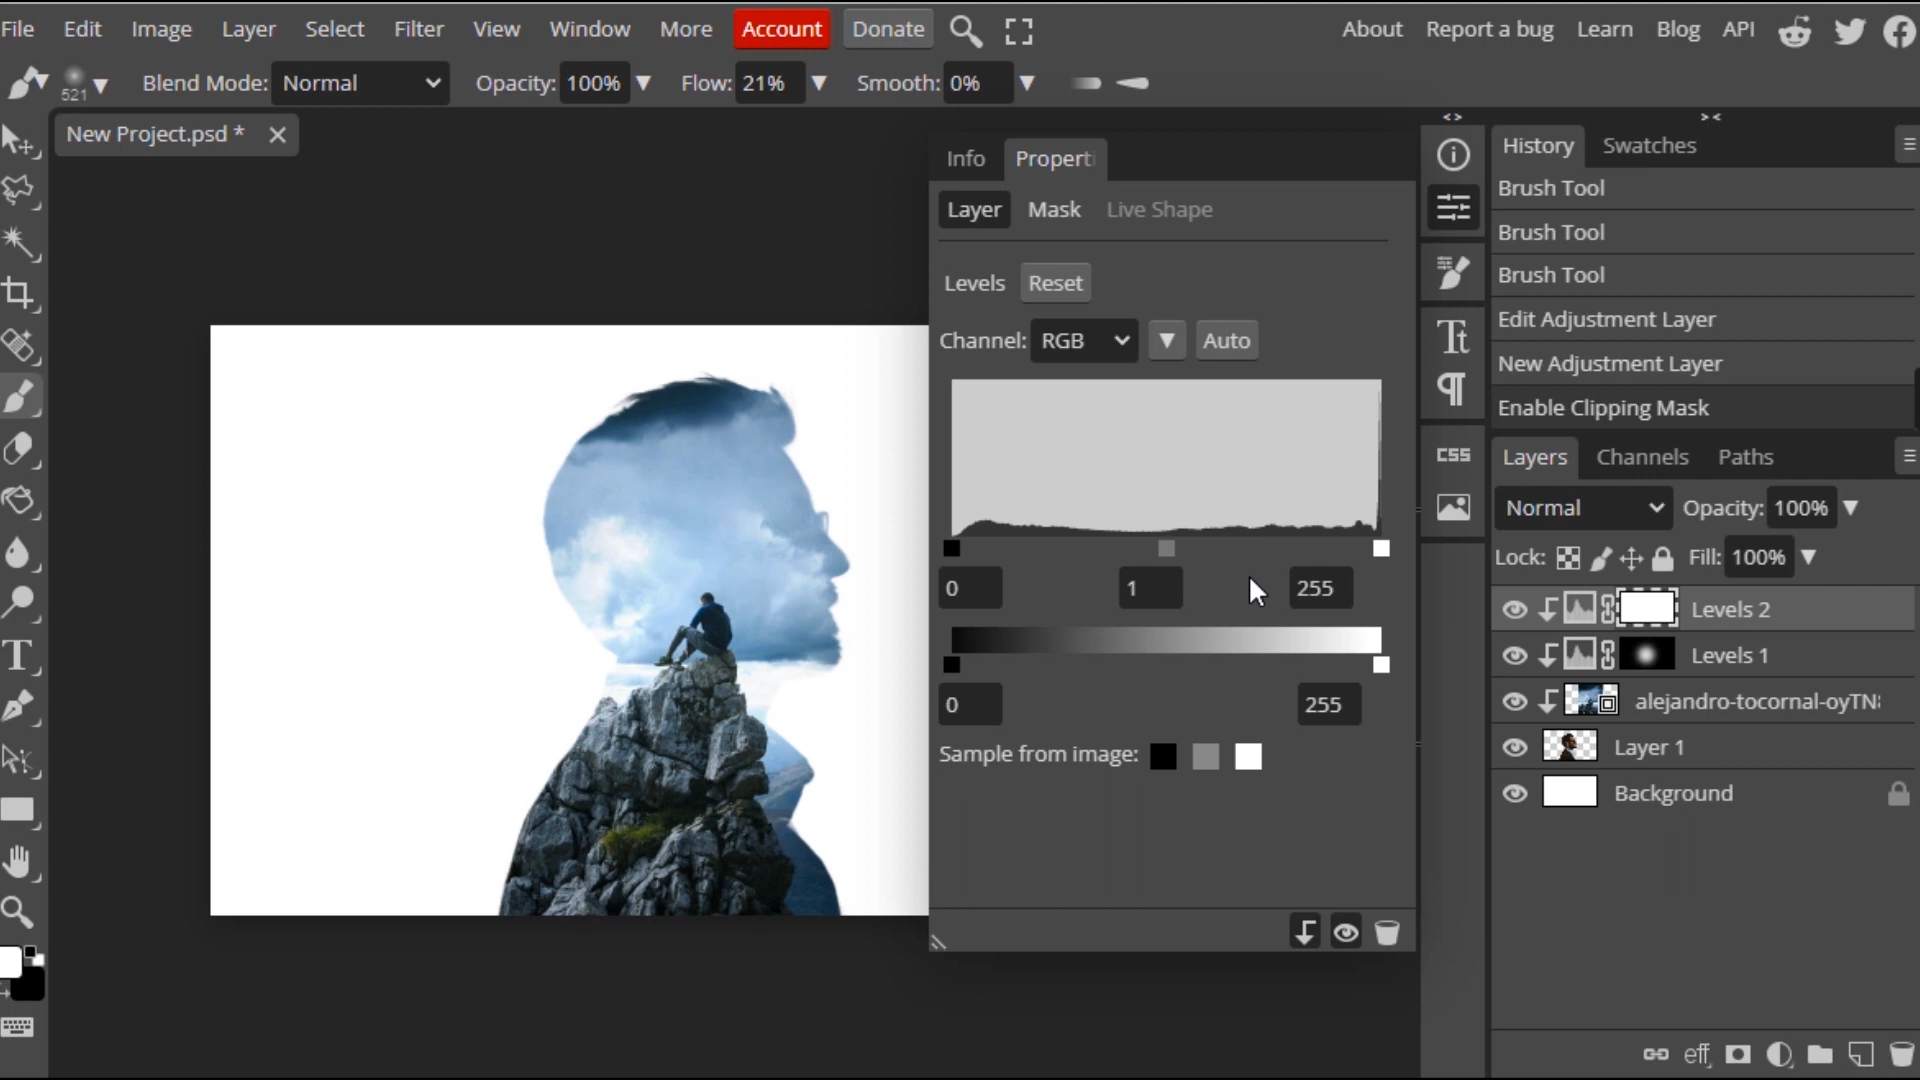 File Edit Image Layer Select Filter View Window More Account Donate About Report a bug Learn Blog API
521 Blend Mode: Normal Opacity: 100% Flow: 21% Smooth: 0%
New Project.psd *
Info Properti
Layer Mask Live Shape
Levels Reset
Channel: RGB Auto
0 1 255
0 255
Sample from image:
Tt
CSS
History Swatches
Brush Tool
Brush Tool
Brush Tool
Edit Adjustment Layer
New Adjustment Layer
Enable Clipping Mask
Layers Channels Paths
Normal Opacity: 100%
Lock: Fill: 100%
Levels 2
Levels 1
alejandro-tocornal-oyTN
Layer 1
Background
eff